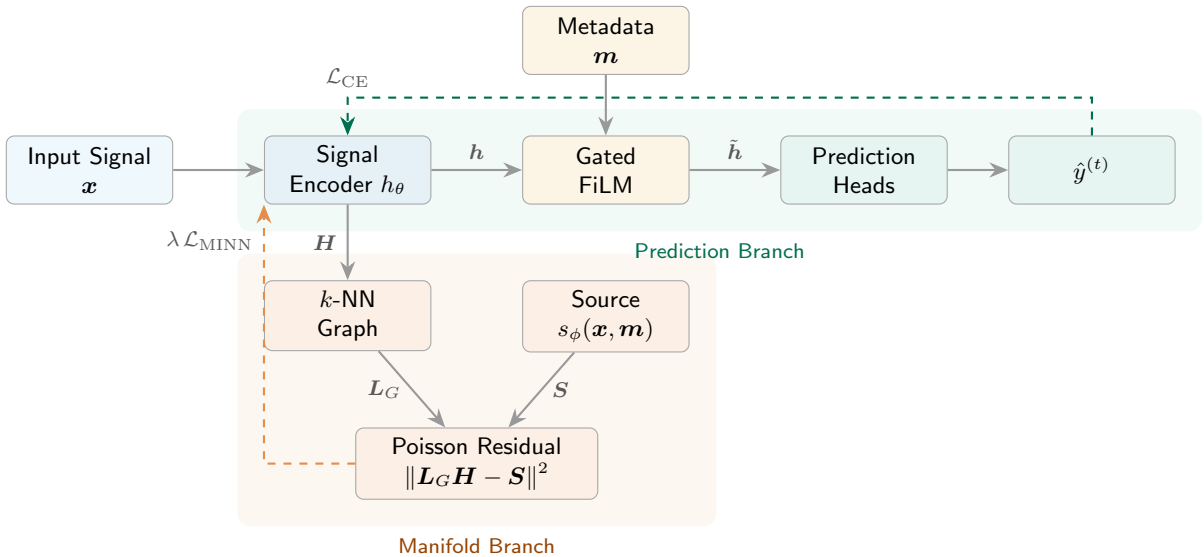 Metadata
m
ℒ_CE
Input Signal
x
Signal
Encoder h_θ
h
Gated
FiLM
h̃
Prediction
Heads
ŷ^(t)
λ ℒ_MINN
H
Prediction Branch
k-NN
Graph
Source
s_ϕ(x, m)
L_G
S
Poisson Residual
‖L_G H − S‖²
Manifold Branch